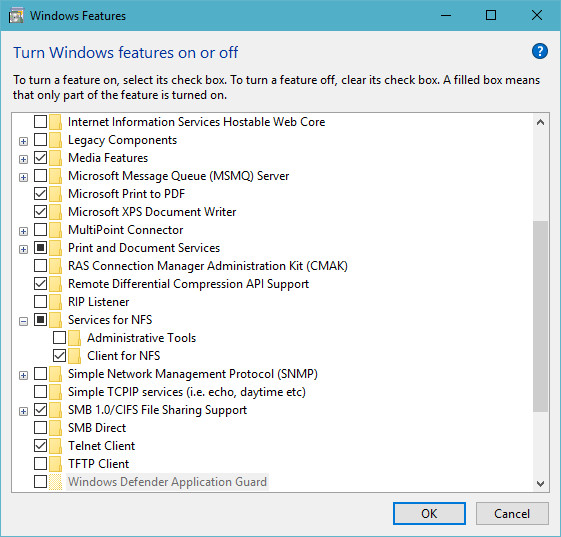 Windows Features
Turn Windows features on or off
?
To turn a feature on, select its check box. To turn a feature off, clear its check box. A filled box means
that only part of the feature is turned on.
Internet Information Services Hostable Web Core
Legacy Components
Media Features
Microsoft Message Queue (MSMQ) Server
Microsoft Print to PDF
Microsoft XPS Document Writer
MultiPoint Connector
Print and Document Services
RAS Connection Manager Administration Kit (CMAK)
Remote Differential Compression API Support
RIP Listener
Services for NFS
Administrative Tools
Client for NFS
Simple Network Management Protocol (SNMP)
Simple TCPIP services (i.e. echo, daytime etc)
SMB 1.0/CIFS File Sharing Support
SMB Direct
Telnet Client
TFTP Client
Windows Defender Application Guard
OK
Cancel